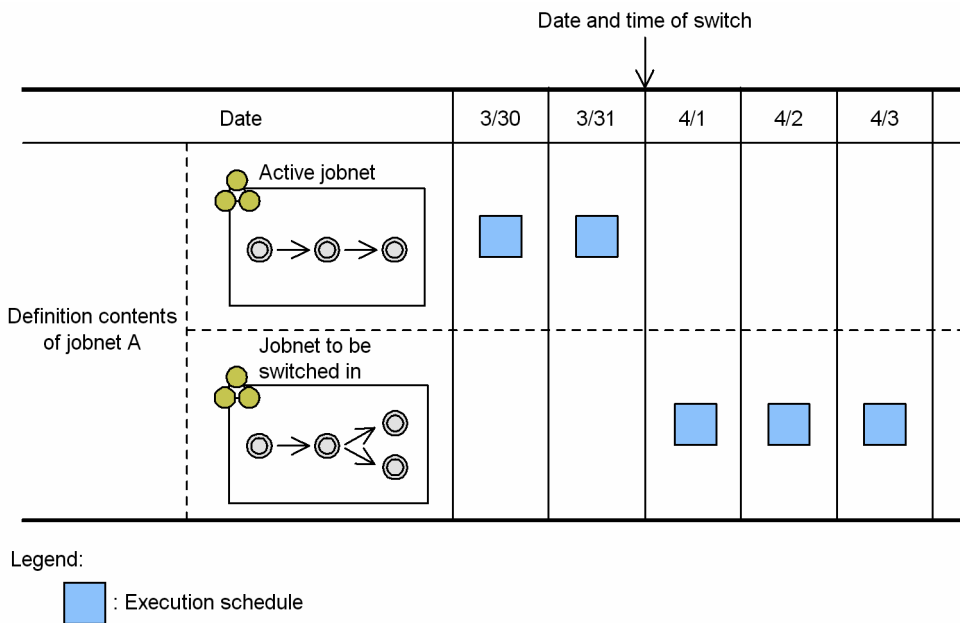 Date and time of switch
Date
3/30
3/31
4/1
4/2
4/3
Active jobnet
Definition contents
of jobnet A
Jobnet to be
switched in
Legend:
: Execution schedule